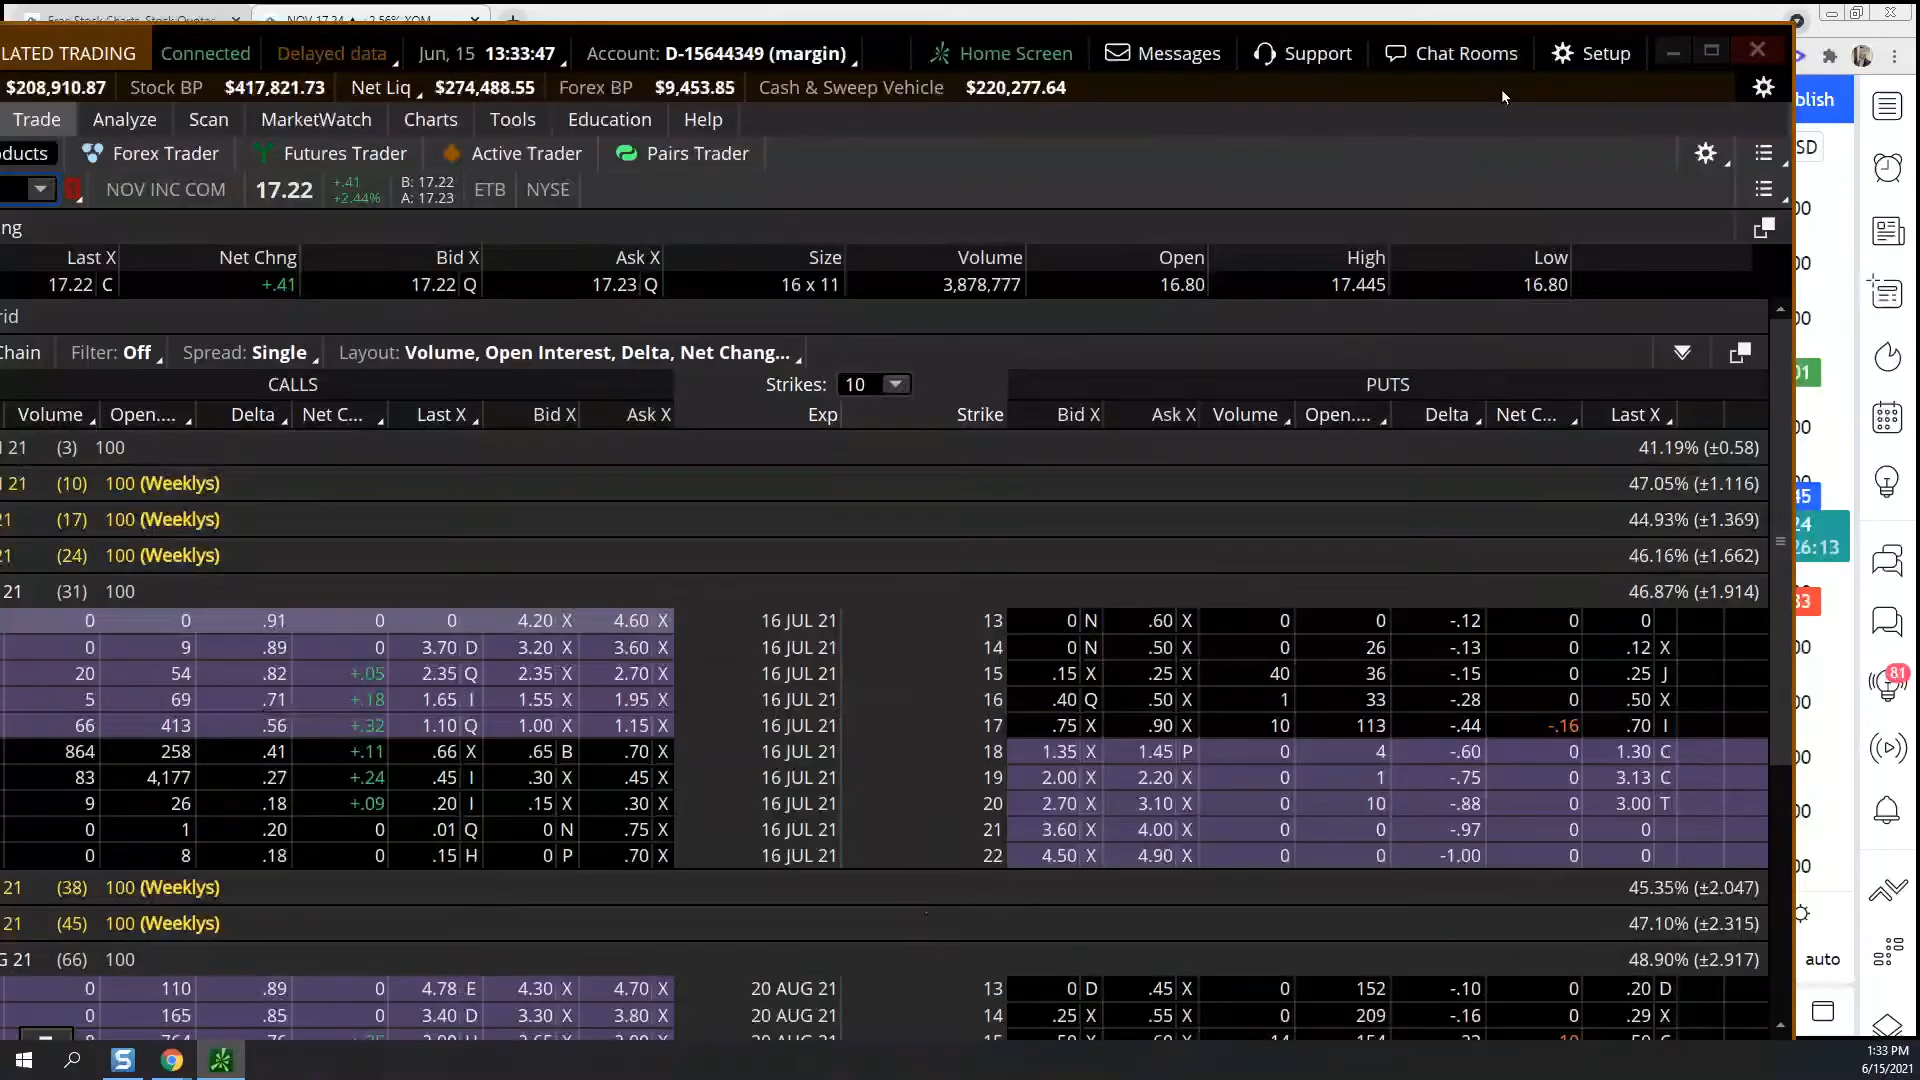 LATED TRADING Connected Delayed data Jun, 15 13:33:47 Account: D-15644349 (margin) Home Screen Messages Support Chat Rooms Setup
$208,910.87 Stock BP $417,821.73 Net Liq $274,488.55 Forex BP $9,453.85 Cash & Sweep Vehicle $220,277.64
blish
Trade Analyze Scan MarketWatch Charts Tools Education Help
ducts Forex Trader Futures Trader Active Trader Pairs Trader
SD
NOV INC COM 17.22 +.41 +2.44% B: 17.22 A: 17.23 ETB NYSE
ng
Last X Net Chng Bid X Ask X Size Volume Open High Low
17.22 C +.41 17.22 Q 17.23 Q 16 x 11 3,878,777 16.80 17.445 16.80
rid
hain Filter: Off Spread: Single Layout: Volume, Open Interest, Delta, Net Chang...
CALLS Strikes: 10 PUTS
Volume Open.... Delta Net C... Last X Bid X Ask X Exp Strike Bid X Ask X Volume Open.... Delta Net C... Last X
21 (3) 100 41.19% (±0.58)
21 (10) 100 (Weeklys) 47.05% (±1.116)
21 (17) 100 (Weeklys) 44.93% (±1.369)
21 (24) 100 (Weeklys) 46.16% (±1.662)
21 (31) 100 46.87% (±1.914)
0 0 .91 0 0 4.20 X 4.60 X 16 JUL 21 13 0 N .60 X 0 0 -.12 0 0
0 9 .89 0 3.70 D 3.20 X 3.60 X 16 JUL 21 14 0 N .50 X 0 26 -.13 0 .12 X
20 54 .82 +.05 2.35 Q 2.35 X 2.70 X 16 JUL 21 15 .15 X .25 X 40 36 -.15 0 .25 J
5 69 .71 +.18 1.65 I 1.55 X 1.95 X 16 JUL 21 16 .40 Q .50 X 1 33 -.28 0 .50 X
66 413 .56 +.32 1.10 Q 1.00 X 1.15 X 16 JUL 21 17 .75 X .90 X 10 113 -.44 -.16 .70 I
864 258 .41 +.11 .66 X .65 B .70 X 16 JUL 21 18 1.35 X 1.45 P 0 4 -.60 0 1.30 C
83 4,177 .27 +.24 .45 I .30 X .45 X 16 JUL 21 19 2.00 X 2.20 X 0 1 -.75 0 3.13 C
9 26 .18 +.09 .20 I .15 X .30 X 16 JUL 21 20 2.70 X 3.10 X 0 10 -.88 0 3.00 T
0 1 .20 0 .01 Q 0 N .75 X 16 JUL 21 21 3.60 X 4.00 X 0 0 -.97 0 0
0 8 .18 0 .15 H 0 P .70 X 16 JUL 21 22 4.50 X 4.90 X 0 0 -1.00 0 0
21 (38) 100 (Weeklys) 45.35% (±2.047)
21 (45) 100 (Weeklys) 47.10% (±2.315)
G 21 (66) 100 48.90% (±2.917)
auto
0 110 .89 0 4.78 E 4.30 X 4.70 X 20 AUG 21 13 0 D .45 X 0 152 -.10 0 .20 D
0 165 .85 0 3.40 D 3.30 X 3.80 X 20 AUG 21 14 .25 X .55 X 0 209 -.16 0 .29 X
81
26:13
1:33 PM
6/15/2021